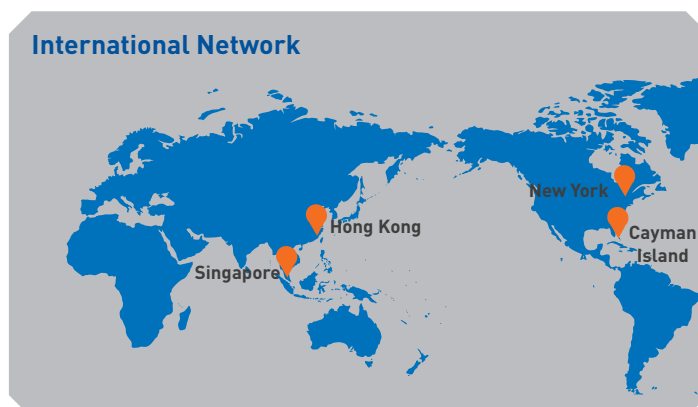 International Network
New York
Hong Kong
Cayman
Island
Singapore